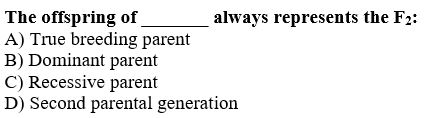 The offspring of _______ always represents the F₂:
A) True breeding parent
B) Dominant parent
C) Recessive parent
D) Second parental generation